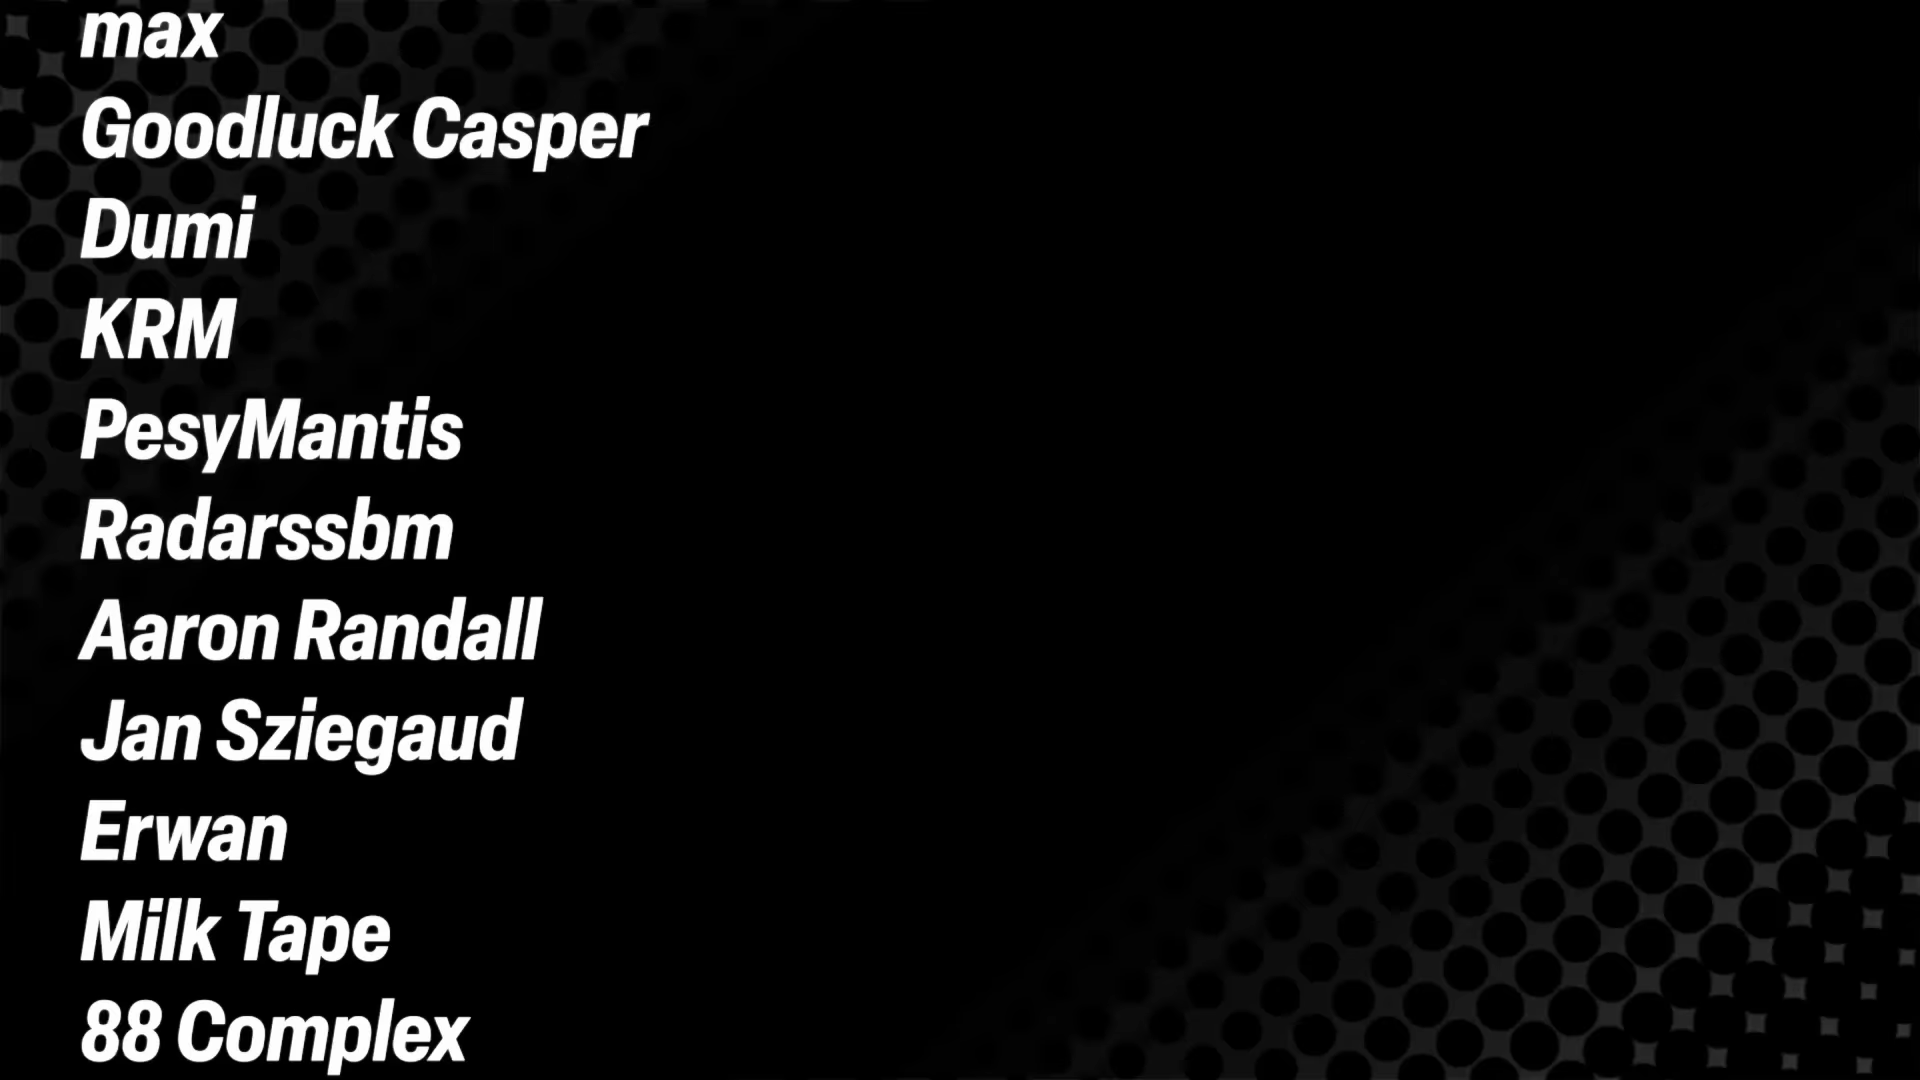 max
Goodluck Casper
Dumi
KRM
PesyMantis
Radarssbm
Aaron Randall
Jan Sziegaud
Erwan
Milk Tape
88 Complex